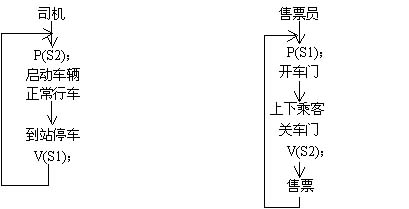 司机
P(S2);
启动车辆
正常行车
到站停车
V(S1);
售票员
P(S1);
开车门
上下乘客
关车门
V(S2);
售票